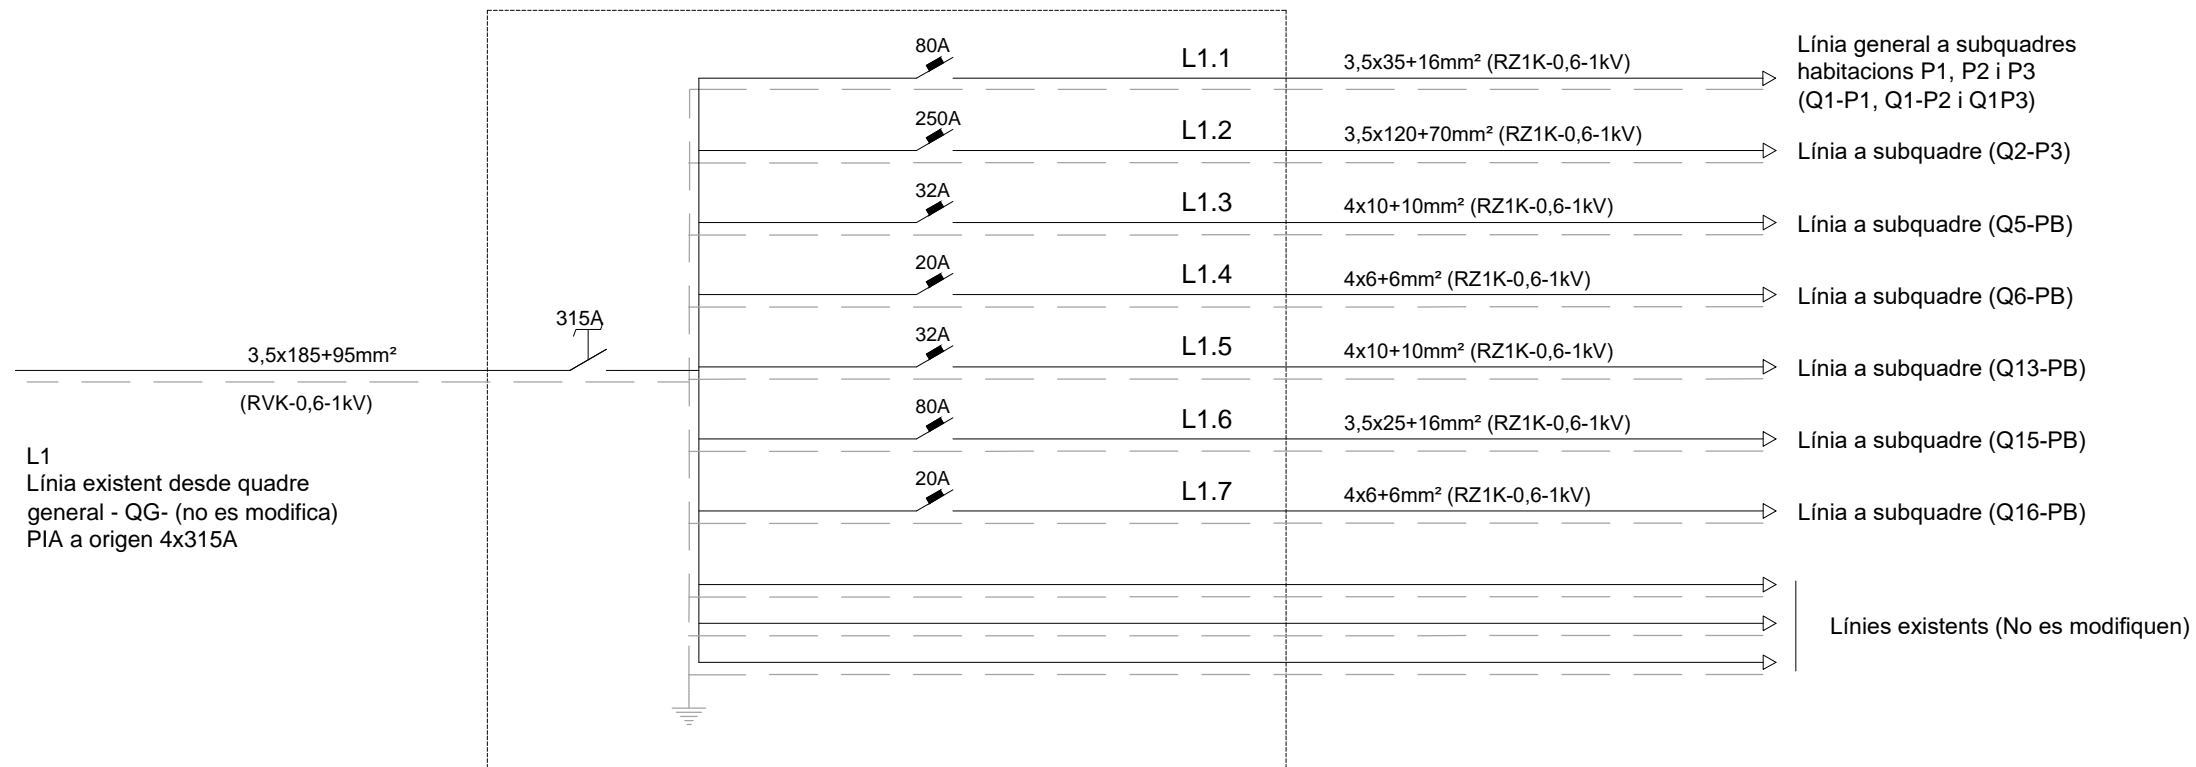 80A
L1.1
3,5x35+16mm² (RZ1K-0,6-1kV)
Línia general a subquadres
habitacions P1, P2 i P3
(Q1-P1, Q1-P2 i Q1P3)
250A
L1.2
3,5x120+70mm² (RZ1K-0,6-1kV)
Línia a subquadre (Q2-P3)
32A
L1.3
4x10+10mm² (RZ1K-0,6-1kV)
Línia a subquadre (Q5-PB)
20A
L1.4
4x6+6mm² (RZ1K-0,6-1kV)
Línia a subquadre (Q6-PB)
315A
3,5x185+95mm²
(RVK-0,6-1kV)
32A
L1.5
4x10+10mm² (RZ1K-0,6-1kV)
Línia a subquadre (Q13-PB)
80A
L1.6
3,5x25+16mm² (RZ1K-0,6-1kV)
Línia a subquadre (Q15-PB)
L1
Línia existent desde quadre
general - QG- (no es modifica)
PIA a origen 4x315A
20A
L1.7
4x6+6mm² (RZ1K-0,6-1kV)
Línia a subquadre (Q16-PB)
Línies existents (No es modifiquen)